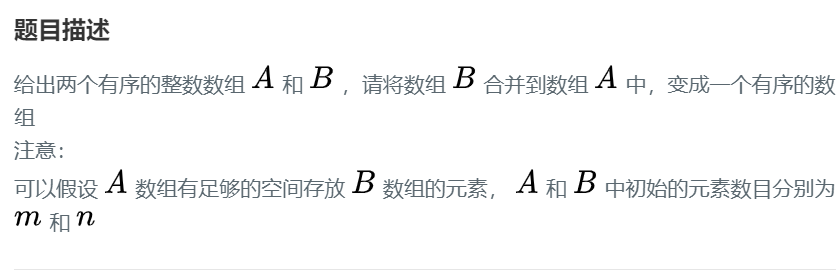 题目描述
给出两个有序的整数数组 A 和 B ，请将数组 B 合并到数组 A 中，变成一个有序的数
组
注意：
可以假设 A 数组有足够的空间存放 B 数组的元素， A 和 B 中初始的元素数目分别为
m 和 n